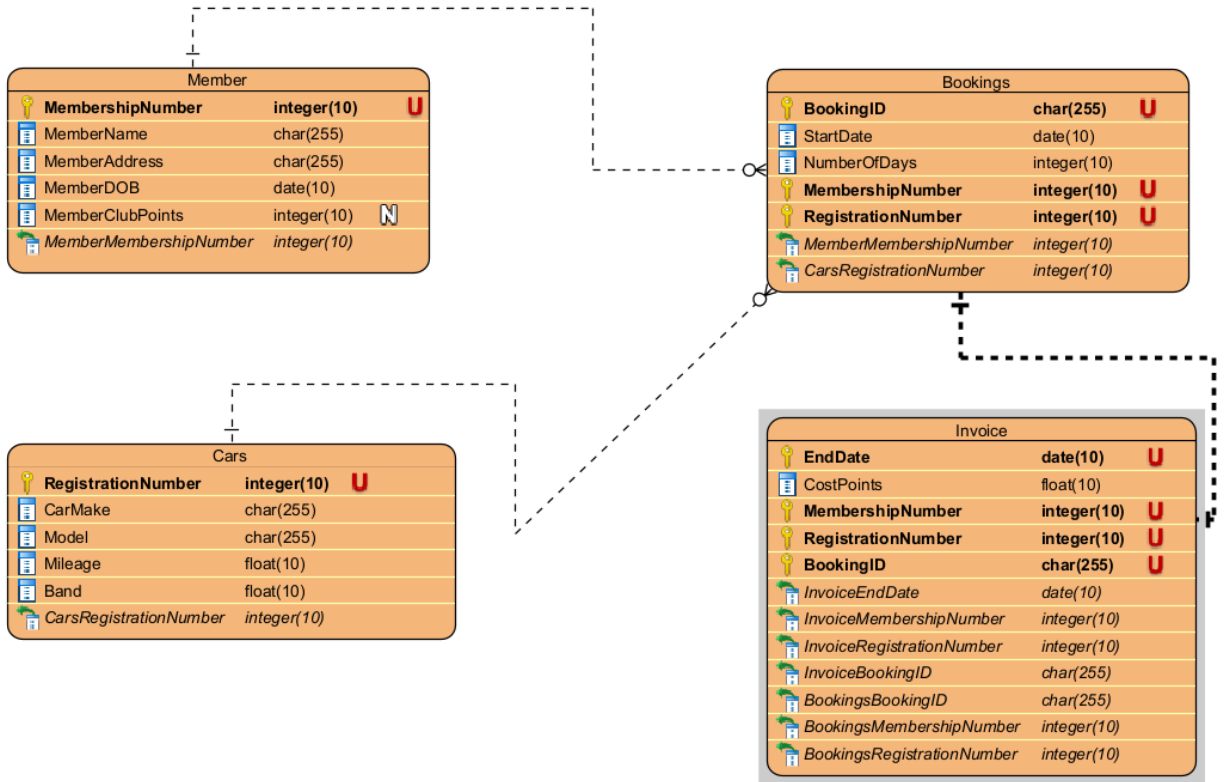 Member
MembershipNumber integer(10) U
MemberName char(255)
MemberAddress char(255)
MemberDOB date(10)
MemberClubPoints integer(10) N
MemberMembershipNumber integer(10)
Bookings
BookingID char(255) U
StartDate date(10)
NumberOfDays integer(10)
MembershipNumber integer(10) U
RegistrationNumber integer(10) U
MemberMembershipNumber integer(10)
CarsRegistrationNumber integer(10)
Cars
RegistrationNumber integer(10) U
CarMake char(255)
Model char(255)
Mileage float(10)
Band float(10)
CarsRegistrationNumber integer(10)
Invoice
EndDate date(10) U
CostPoints float(10)
MembershipNumber integer(10) U
RegistrationNumber integer(10) U
BookingID char(255) U
InvoiceEndDate date(10)
InvoiceMembershipNumber integer(10)
InvoiceRegistrationNumber integer(10)
InvoiceBookingID char(255)
BookingsBookingID char(255)
BookingsMembershipNumber integer(10)
BookingsRegistrationNumber integer(10)